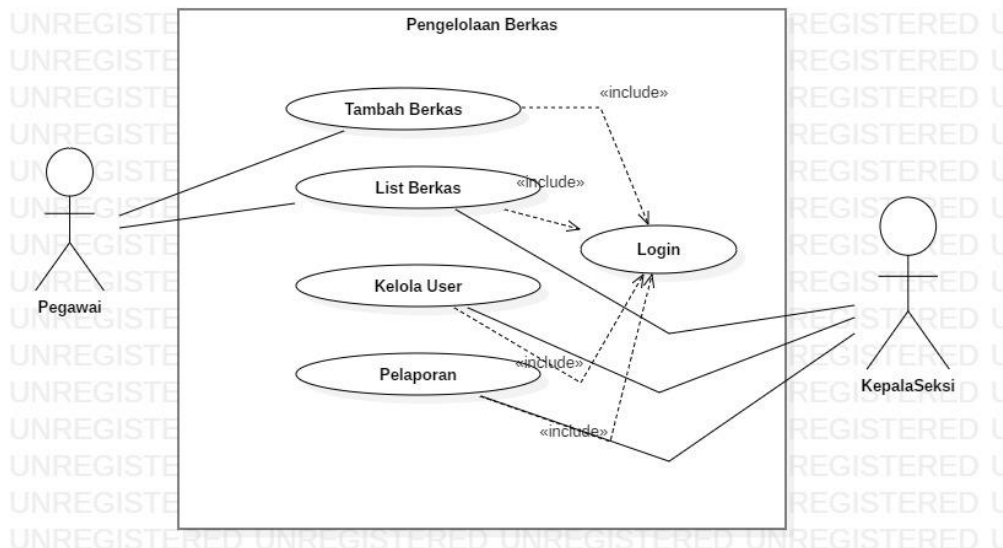 UNREGISTERED UNREGISTERED UNREGISTERED UNREGISTERED U
Pengelolaan Berkas
«include»
Tambah Berkas
List Berkas
«include»
Login
Kelola User
Pegawai
«include»
Pelaporan
KepalaSeksi
«include»